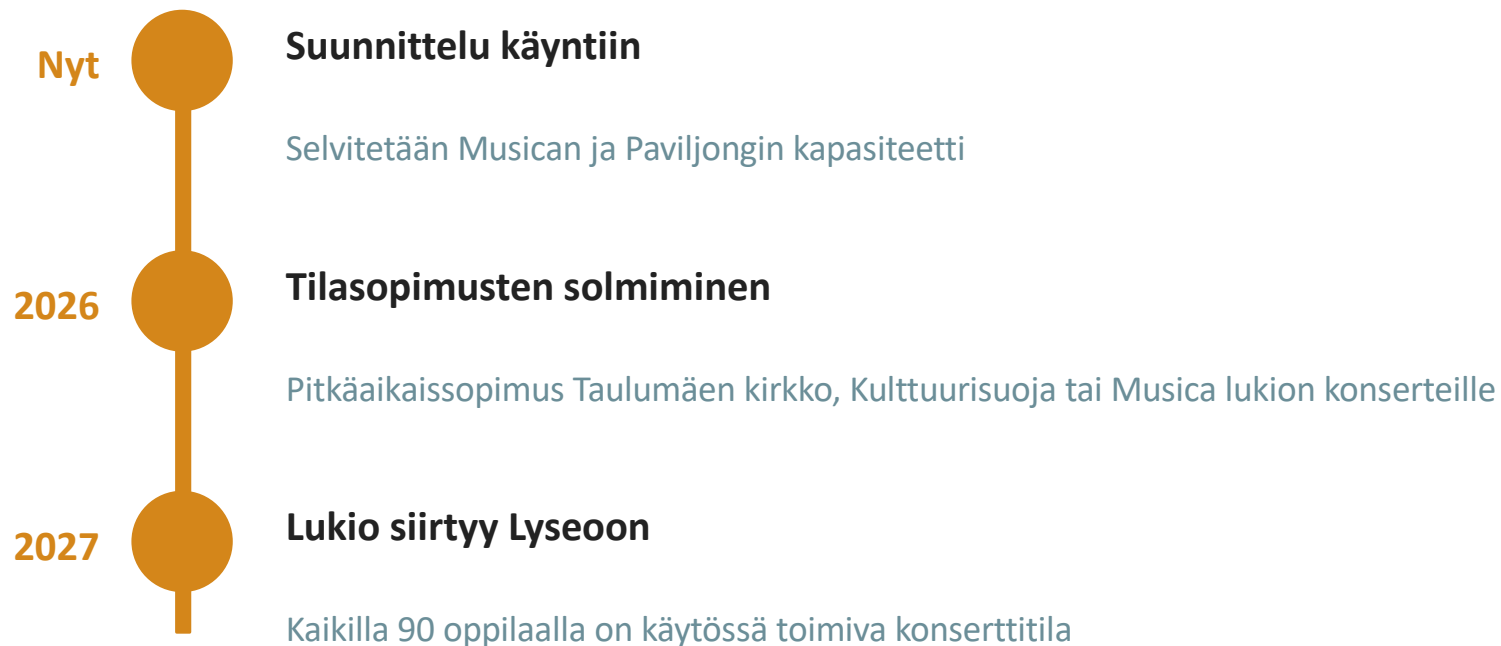 Nyt
Suunnittelu käyntiin
Selvitetään Musican ja Paviljongin kapasiteetti
2026
Tilasopimusten solmiminen
Pitkäaikaissopimus Taulumäen kirkko, Kulttuurisuoja tai Musica lukion konserteille
2027
Lukio siirtyy Lyseoon
Kaikilla 90 oppilaalla on käytössä toimiva konserttitila